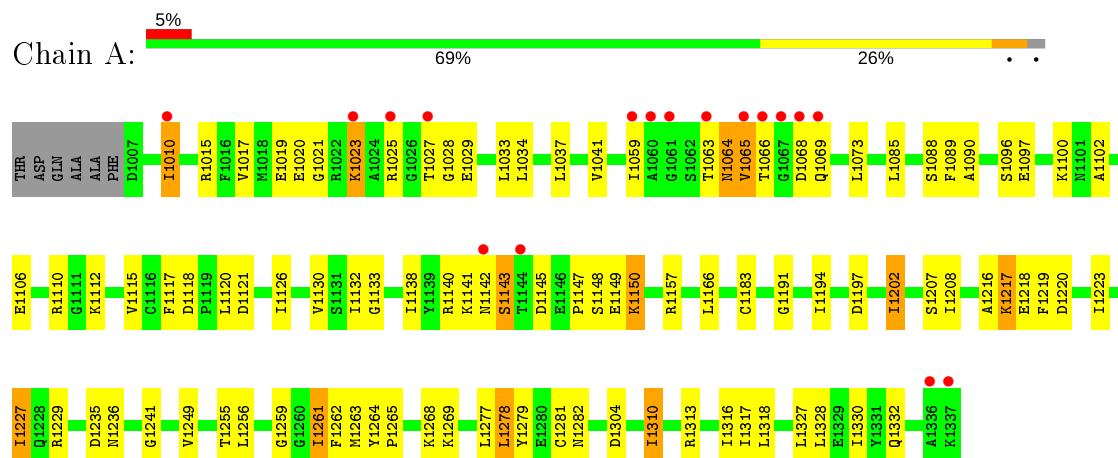 5%
Chain A:
69% 26% • •
THR ASP GLN ALA ALA PHE D1007 I1010 R1015 F1016 V1017 M1018 E1019 E1020 G1021 R1022 K1023 A1024 R1025 G1026 T1027 G1028 E1029 L1033 L1034 L1037 V1041 I1059 A1060 G1061 S1062 T1063 N1064 V1065 T1066 G1067 D1068 Q1069 L1073 L1085 S1088 F1089 A1090 S1096 E1097 K1100 N1101 A1102
E1106 R1110 G1111 K1112 V1115 C1116 F1117 D1118 P1119 L1120 D1121 I1126 V1130 S1131 I1132 G1133 I1138 Y1139 R1140 K1141 N1142 S1143 T1144 D1145 E1146 P1147 S1148 E1149 K1150 R1157 L1166 C1183 G1191 I1194 D1197 I1202 S1207 I1208 A1216 K1217 E1218 F1219 D1220 I1223
I1227 Q1228 R1229 D1235 N1236 G1241 V1249 T1255 L1256 G1259 G1260 I1261 F1262 M1263 Y1264 P1265 K1268 K1269 L1277 L1278 Y1279 E1280 C1281 N1282 D1304 I1310 R1313 I1316 I1317 L1318 L1327 L1328 E1329 I1330 Y1331 Q1332 A1336 K1337